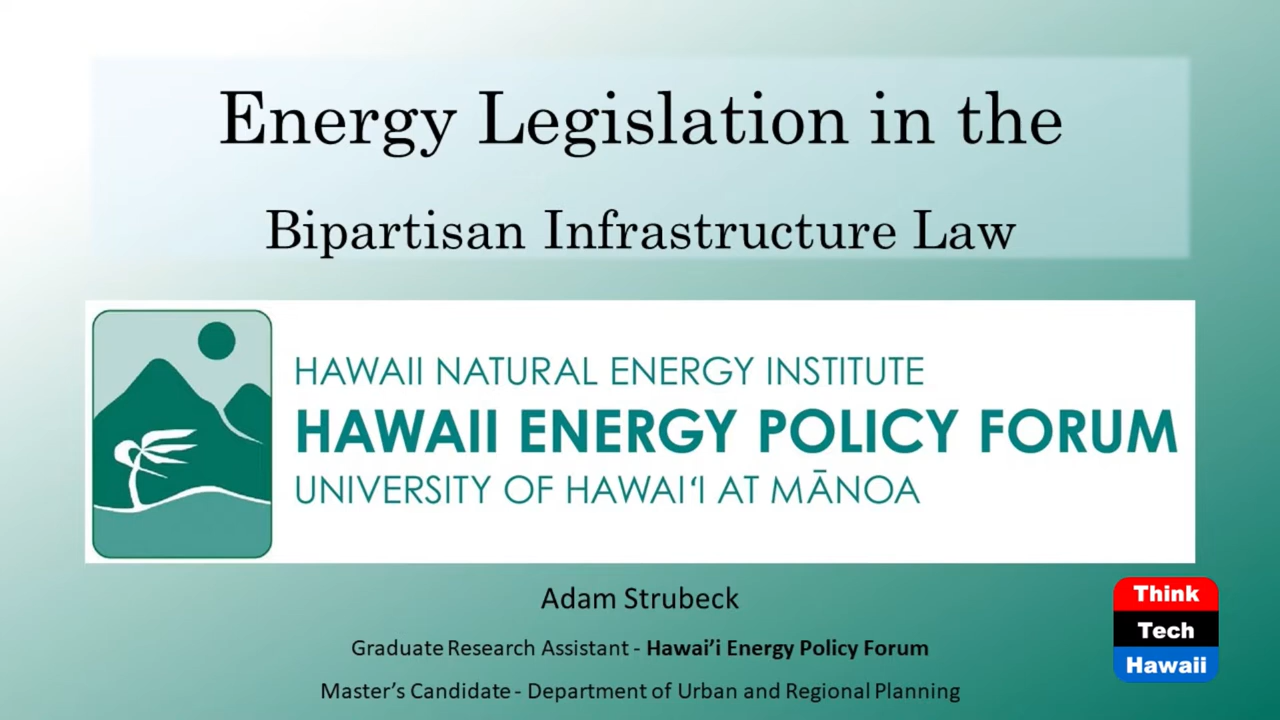 Energy Legislation in the
Bipartisan Infrastructure Law
HAWAII NATURAL ENERGY INSTITUTE
HAWAII ENERGY POLICY FORUM
UNIVERSITY OF HAWAIʻI AT MĀNOA
Adam Strubeck
Graduate Research Assistant - Hawai’i Energy Policy Forum
Master’s Candidate - Department of Urban and Regional Planning
Think
Tech
Hawaii